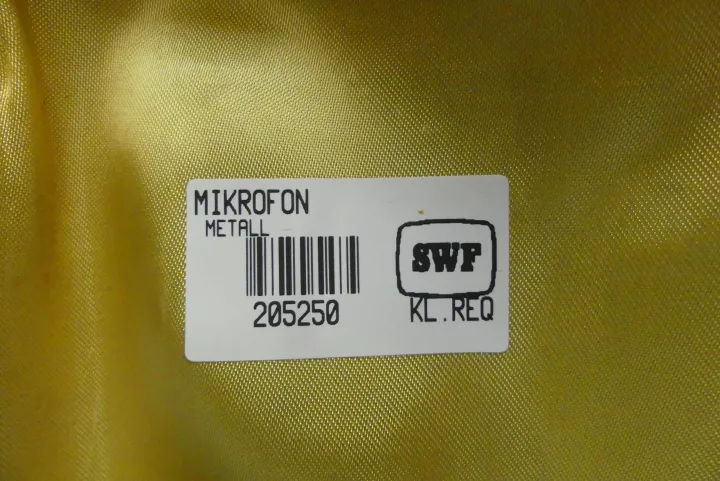 MIKROFON
METALL
205250
SWF
KL.REQ